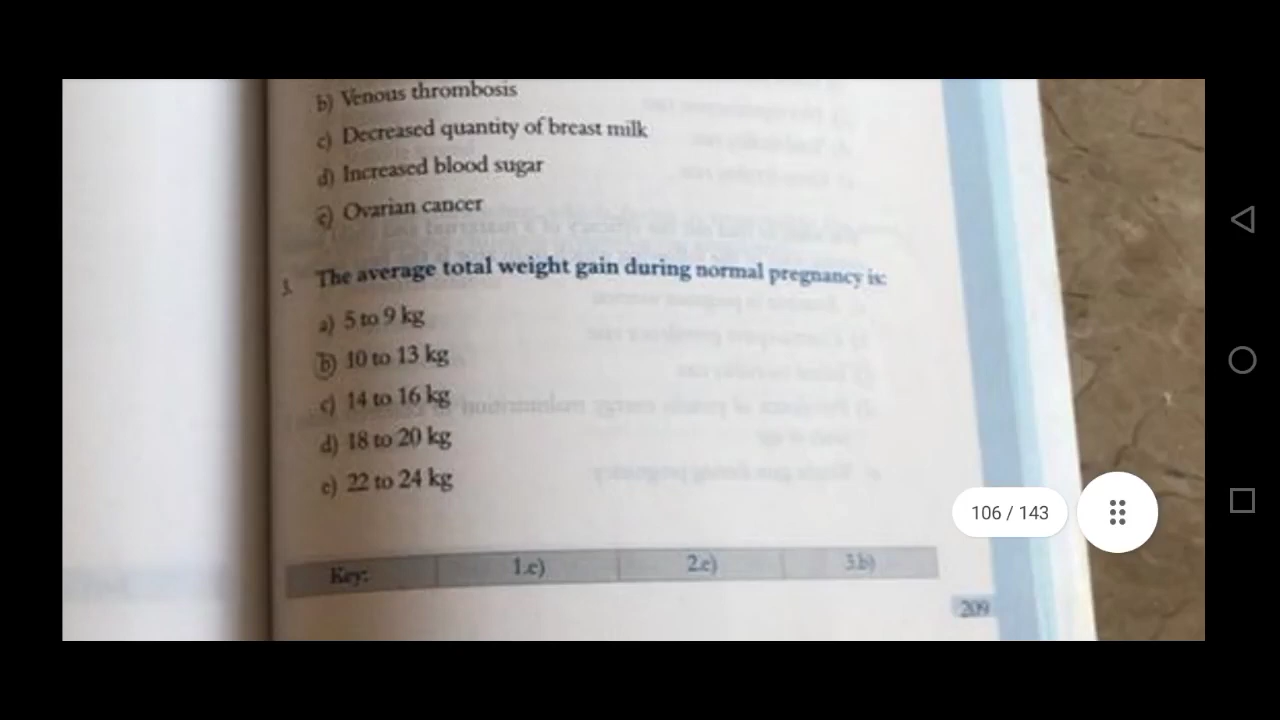 b) Venous thrombosis
c) Decreased quantity of breast milk
d) Increased blood sugar
e) Ovarian cancer
3. The average total weight gain during normal pregnancy is:
a) 5 to 9 kg
b) 10 to 13 kg
c) 14 to 16 kg
d) 18 to 20 kg
e) 22 to 24 kg
Key: 1.e) 2.e) 3.b)
209
106 / 143